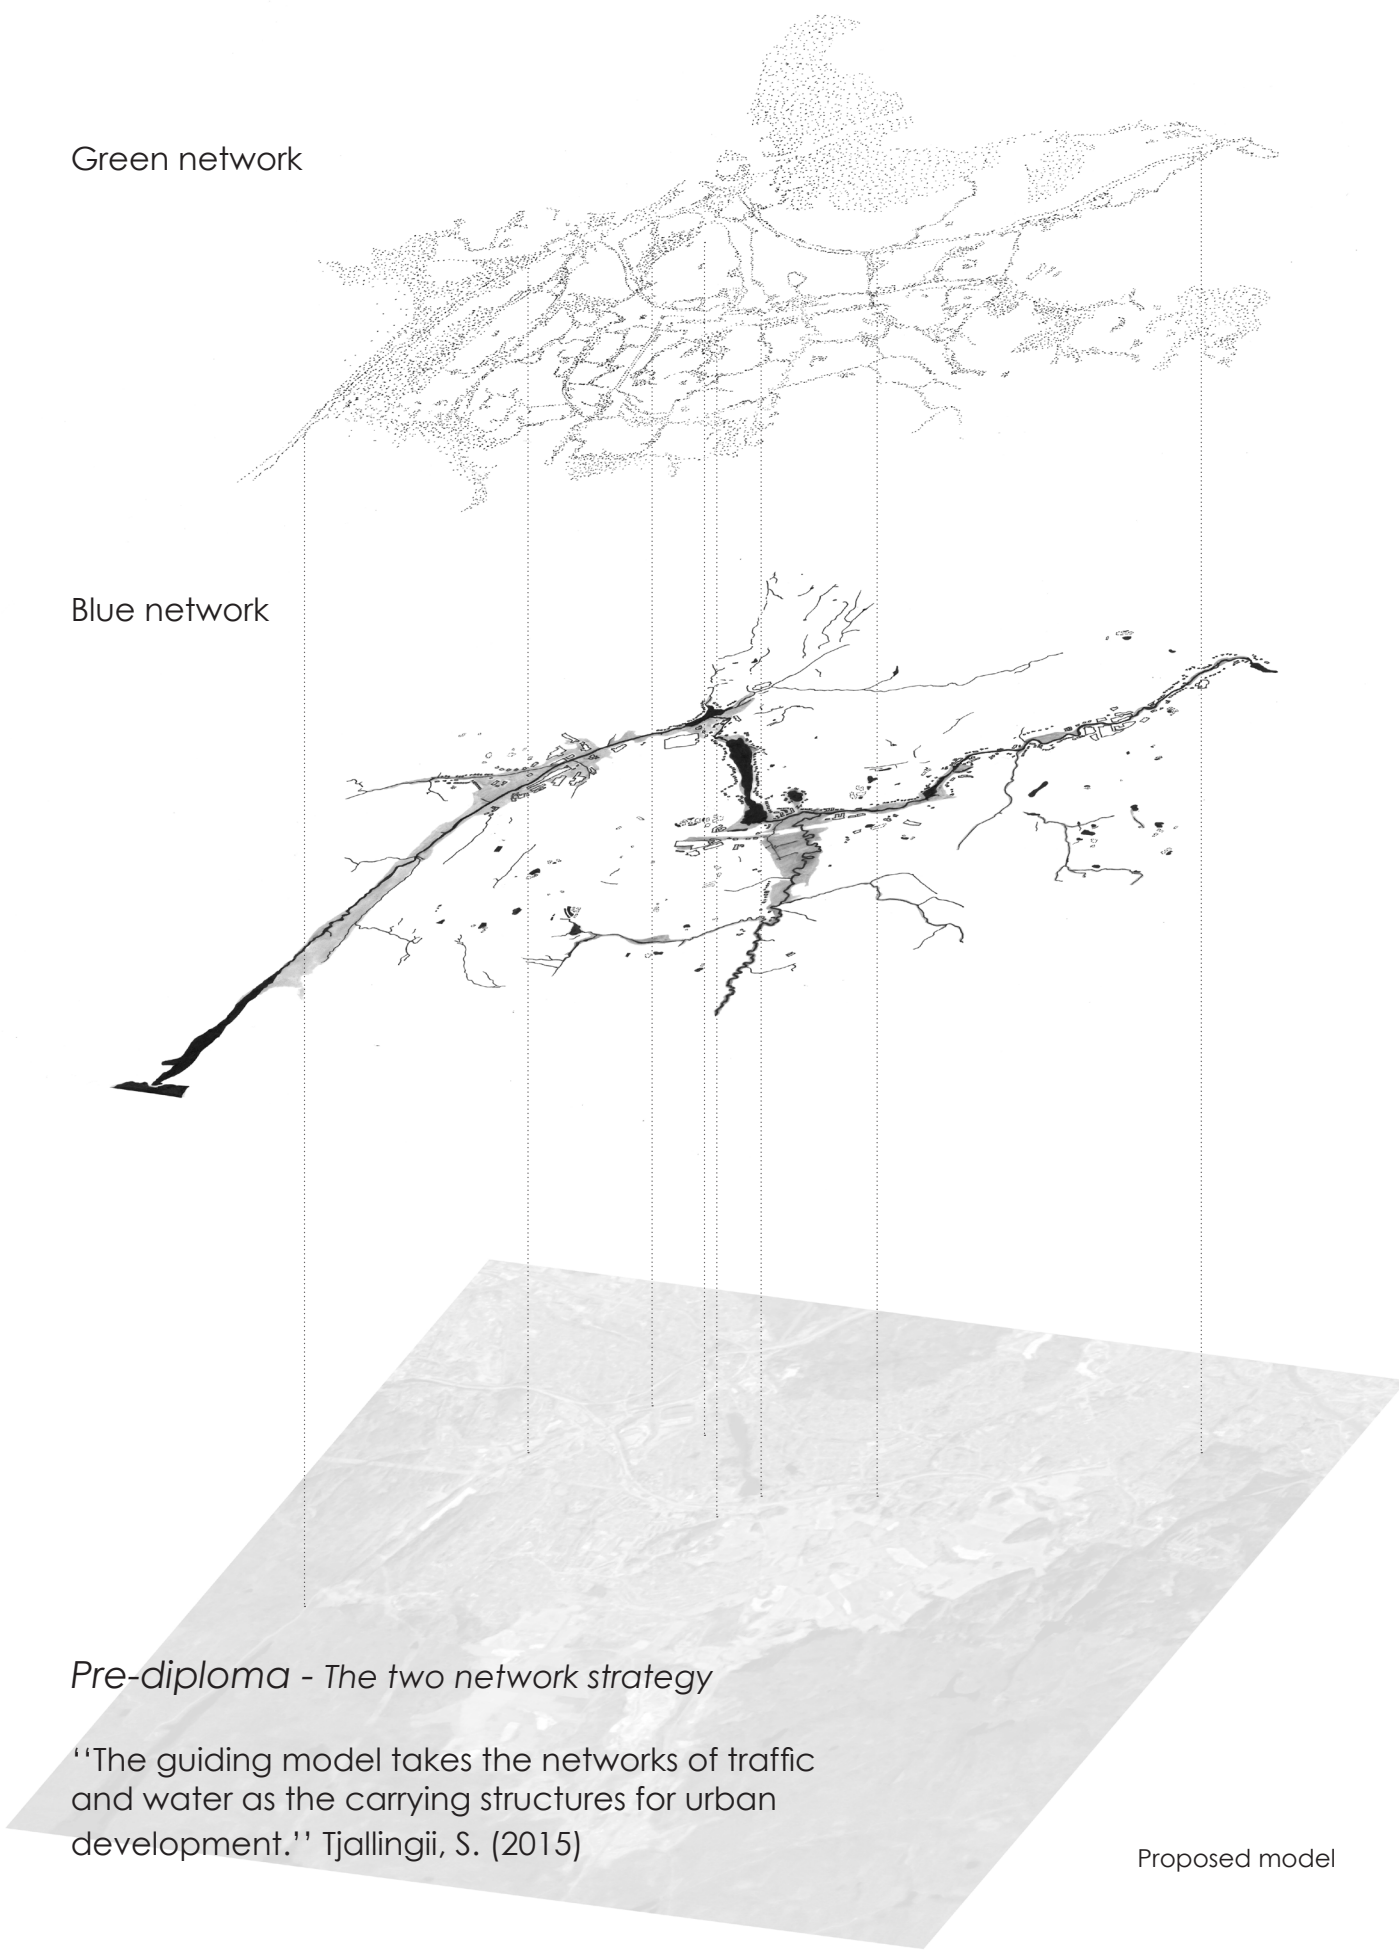 Green network
Blue network
Pre-diploma - The two network strategy
‘‘The guiding model takes the networks of traffic
and water as the carrying structures for urban
development.’’ Tjallingii, S. (2015)
Proposed model